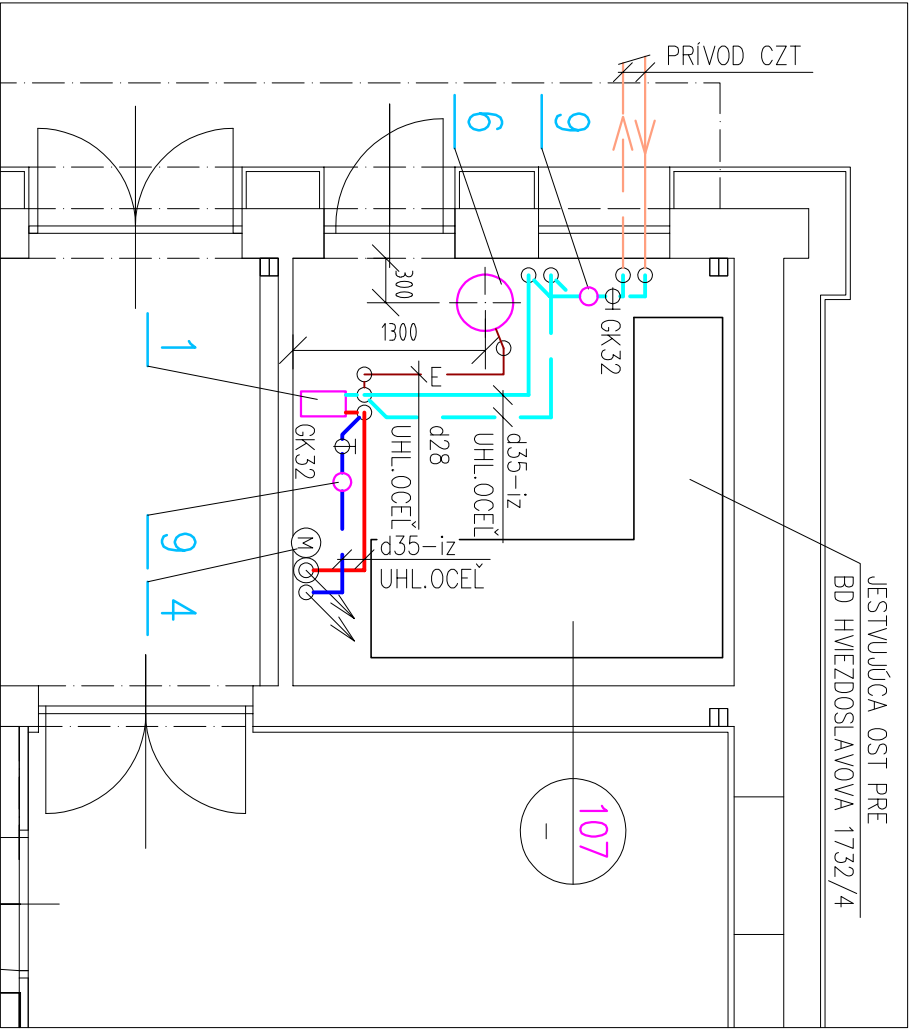 PRÍVOD CZT
6
9
300
1300
GK32
1
E
GK32
d28
UHL.OCEĽ
d35-iz
UHL.OCEĽ
9
4
M
d35-iz
UHL.OCEĽ
JESTVUJÚCA OST PRE
BD HVIEZDOSLAVOVA 1732/4
107
-